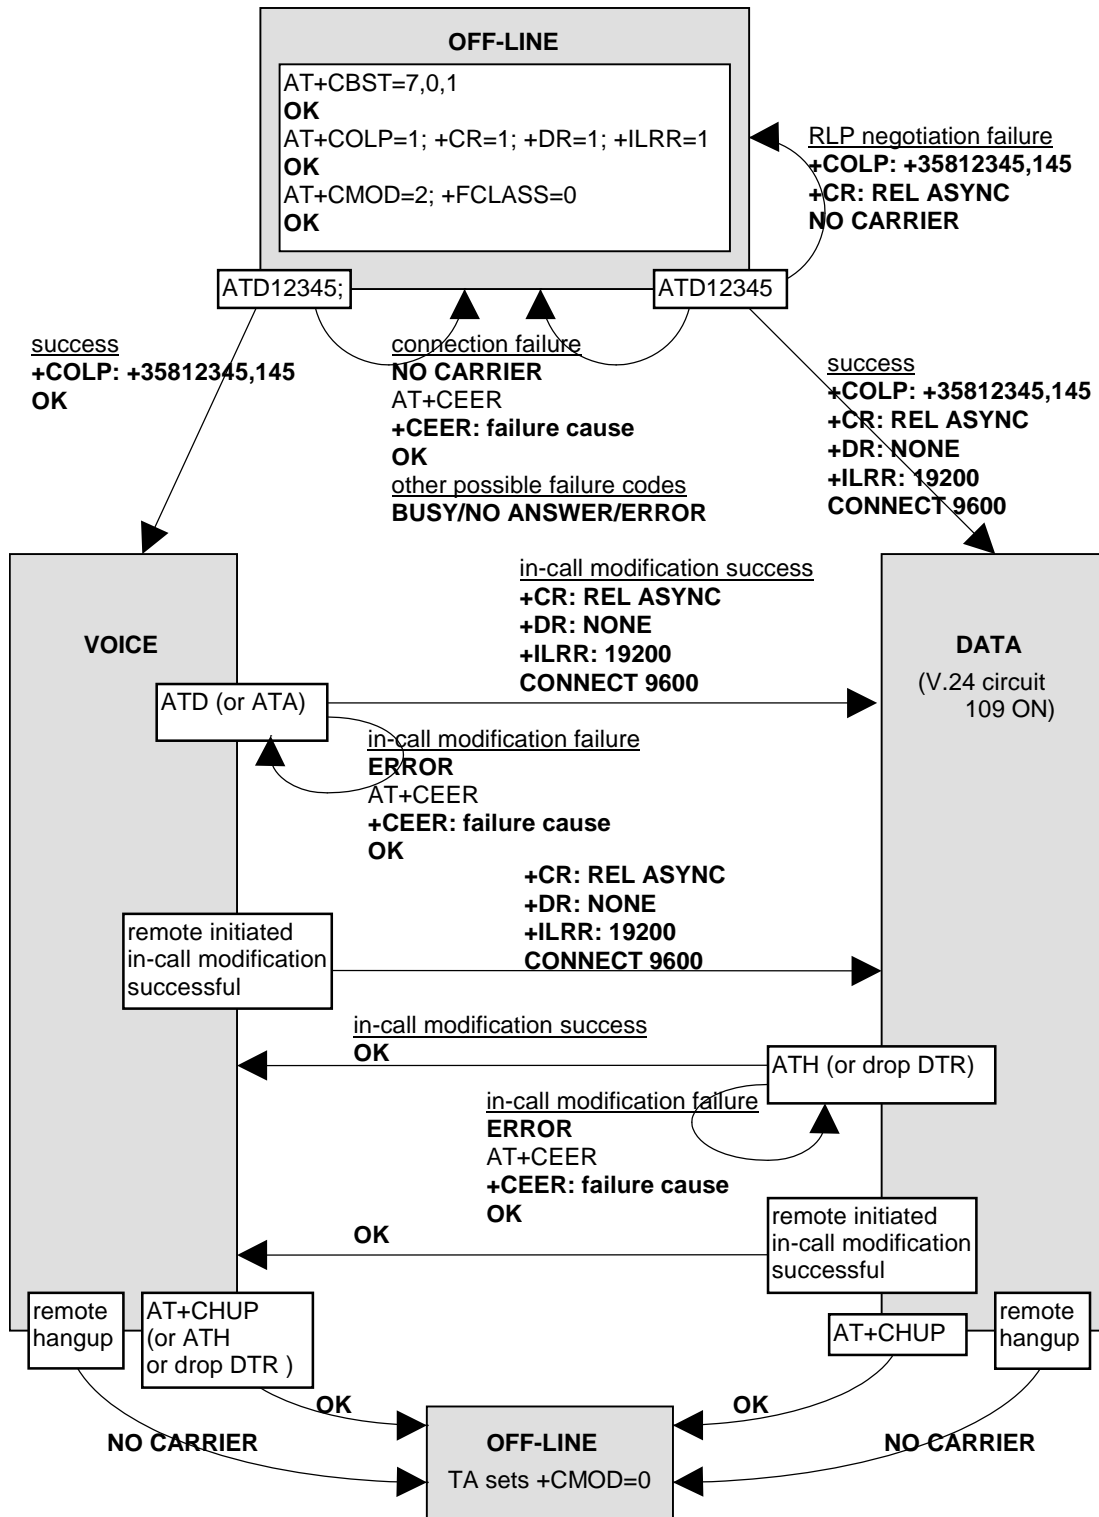 OFF-LINE
AT+CBST=7,0,1
OK
AT+COLP=1; +CR=1; +DR=1; +ILRR=1
OK
AT+CMOD=2; +FCLASS=0
OK
RLP negotiation failure
+COLP: +35812345,145
+CR: REL ASYNC
NO CARRIER
ATD12345;
ATD12345
success
+COLP: +35812345,145
OK
connection failure
NO CARRIER
AT+CEER
+CEER: failure cause
OK
other possible failure codes
BUSY/NO ANSWER/ERROR
success
+COLP: +35812345,145
+CR: REL ASYNC
+DR: NONE
+ILRR: 19200
CONNECT 9600
VOICE
in-call modification success
+CR: REL ASYNC
+DR: NONE
+ILRR: 19200
CONNECT 9600
DATA
(V.24 circuit
109 ON)
ATD (or ATA)
in-call modification failure
ERROR
AT+CEER
+CEER: failure cause
OK
+CR: REL ASYNC
+DR: NONE
+ILRR: 19200
CONNECT 9600
remote initiated
in-call modification
successful
in-call modification success
OK
ATH (or drop DTR)
in-call modification failure
ERROR
AT+CEER
+CEER: failure cause
OK
remote initiated
in-call modification
successful
OK
remote
hangup
AT+CHUP
(or ATH
or drop DTR )
AT+CHUP
remote
hangup
OK
OK
NO CARRIER
NO CARRIER
OFF-LINE
TA sets +CMOD=0